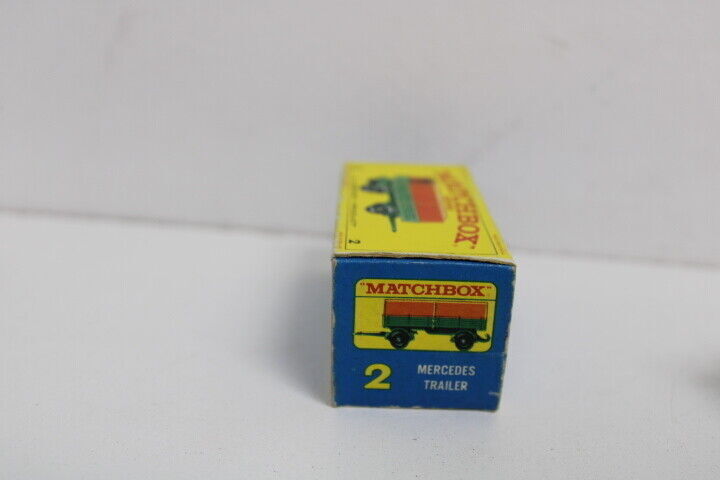 "MATCHBOX"
2
MERCEDES
TRAILER
MATCHBOX
2